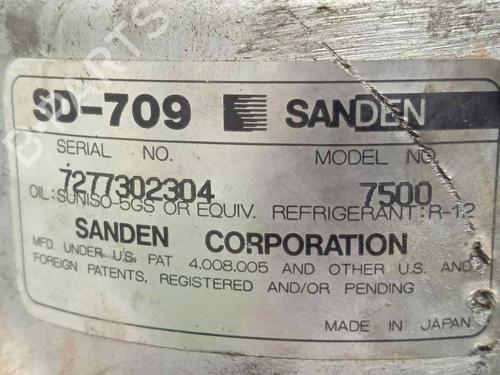 SD-709 SANDEN
SERIAL NO. MODEL NO.
7277302304 7500
OIL: SUNISO-5GS OR EQUIV. REFRIGERANT: R-12
SANDEN CORPORATION
MFD. UNDER U.S. PAT 4.008.005 AND OTHER U.S. AND
FOREIGN PATENTS, REGISTERED AND/OR PENDING
MADE IN JAPAN